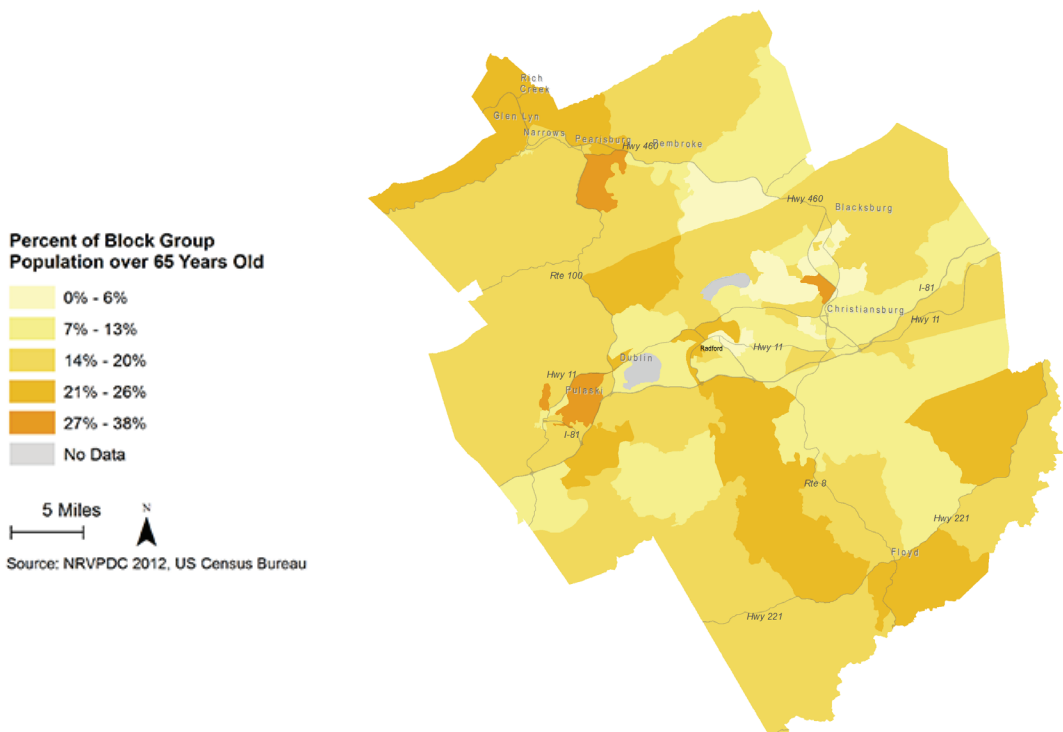 Rich
Creek
Glen Lyn
Narrows
Pearisburg
Hwy 460
Pembroke
Hwy 460
Blacksburg
Percent of Block Group
Population over 65 Years Old
0% - 6%
7% - 13%
14% - 20%
21% - 26%
27% - 38%
No Data
Rte 100
I-81
Christiansburg
Hwy 11
Radford
Hwy 11
Dublin
Hwy 11
Pulaski
I-81
5 Miles
N
Rte 8
Hwy 221
Floyd
Source: NRVPDC 2012, US Census Bureau
Hwy 221